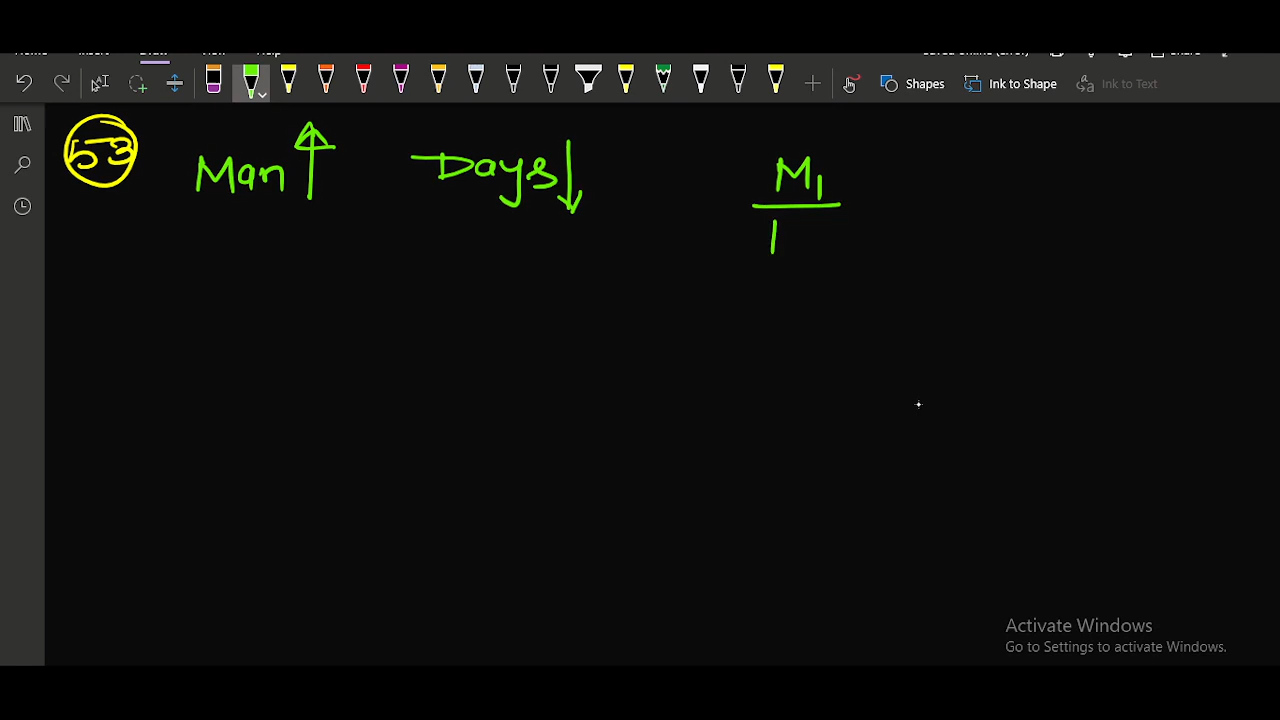 Shapes Ink to Shape Ink to Text
53 Man Days M1
Activate Windows
Go to Settings to activate Windows.